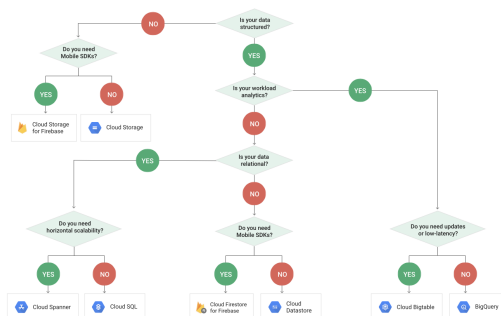 Is your data
structured?
NO
YES
Do you need
Mobile SDKs?
YES
NO
Cloud Storage
for Firebase
Cloud Storage
Is your workload
analytics?
YES
NO
Is your data
relational?
YES
NO
Do you need
horizontal scalability?
YES
NO
Cloud Spanner
Cloud SQL
Do you need
Mobile SDKs?
YES
NO
Cloud Firestore
for Firebase
Cloud
Datastore
Do you need updates
or low-latency?
YES
NO
Cloud Bigtable
BigQuery